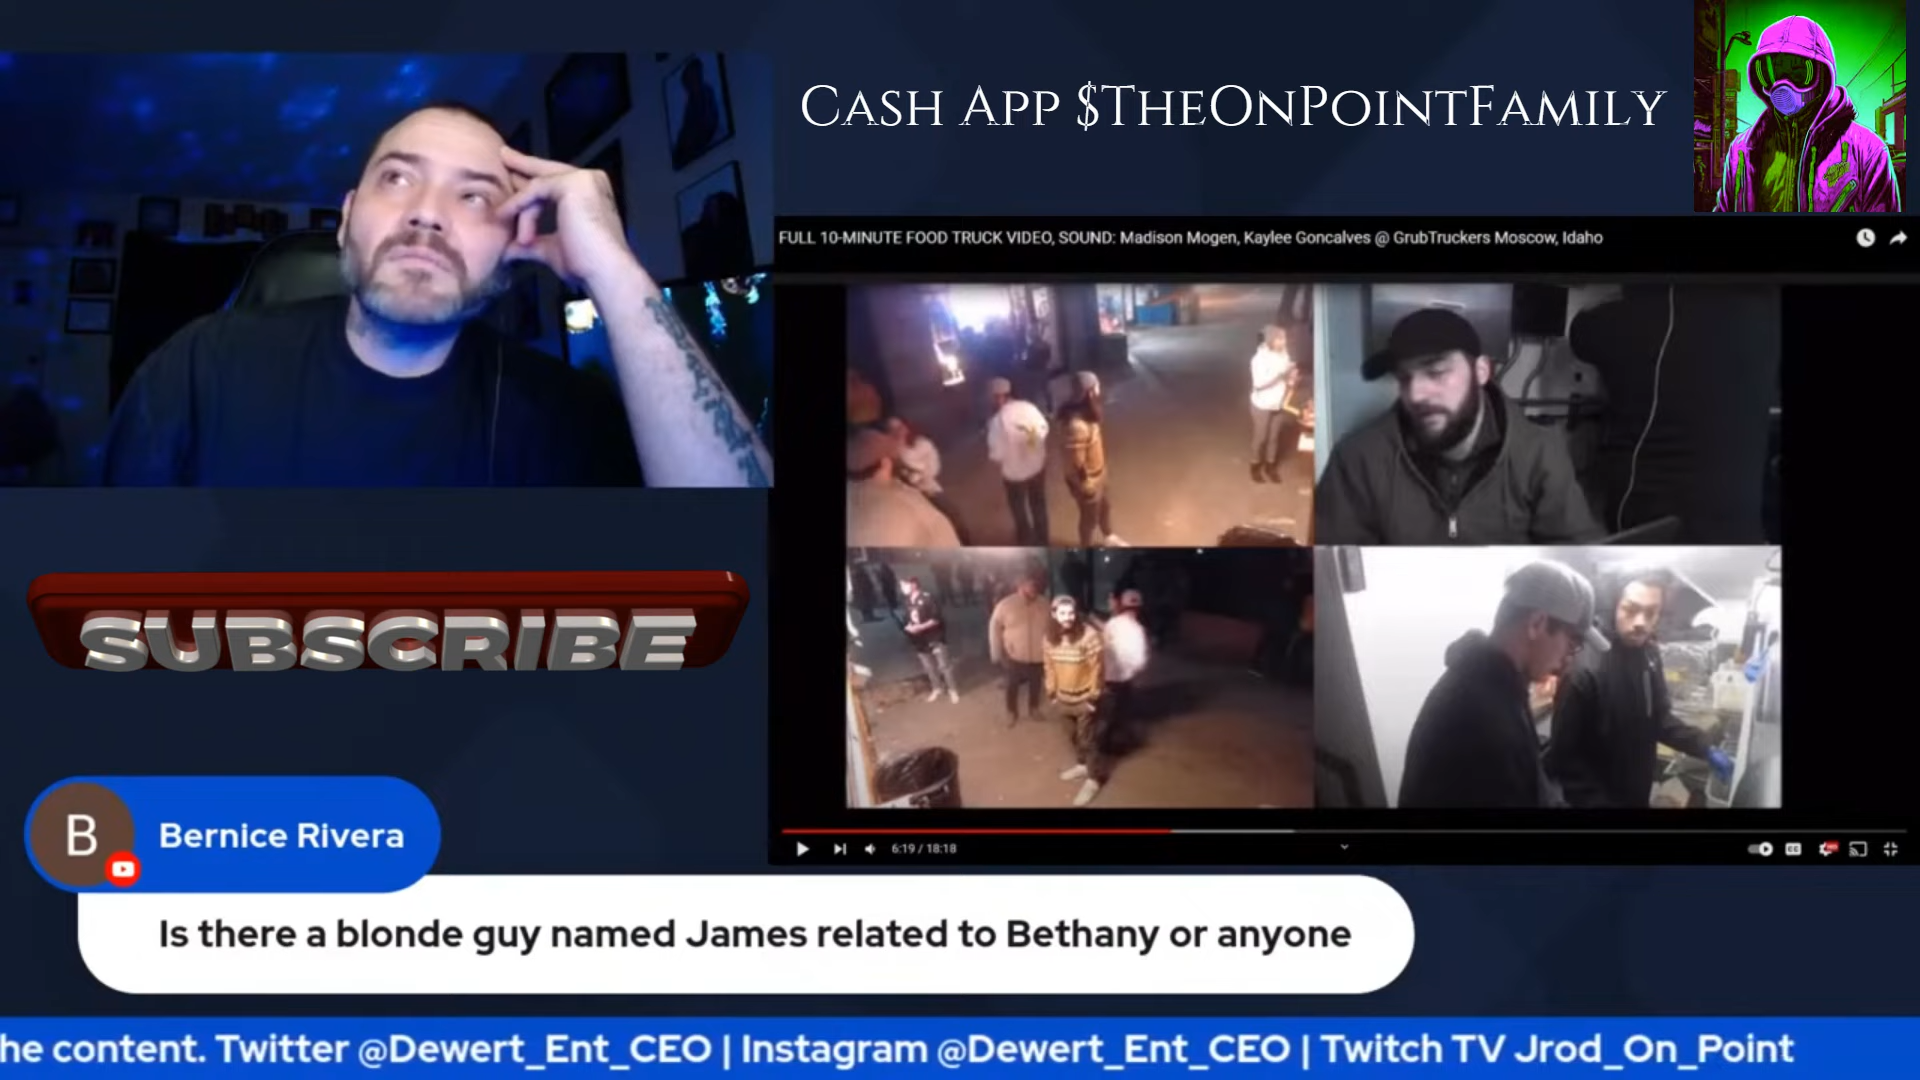 CASH APP $THEONPOINTFAMILY
FULL 10-MINUTE FOOD TRUCK VIDEO, SOUND: Madison Mogen, Kaylee Goncalves @ GrubTruckers Moscow, Idaho
SUBSCRIBE
6:19 / 18:18
B
Bernice Rivera
Is there a blonde guy named James related to Bethany or anyone
he content. Twitter @Dewert_Ent_CEO | Instagram @Dewert_Ent_CEO | Twitch TV Jrod_On_Point